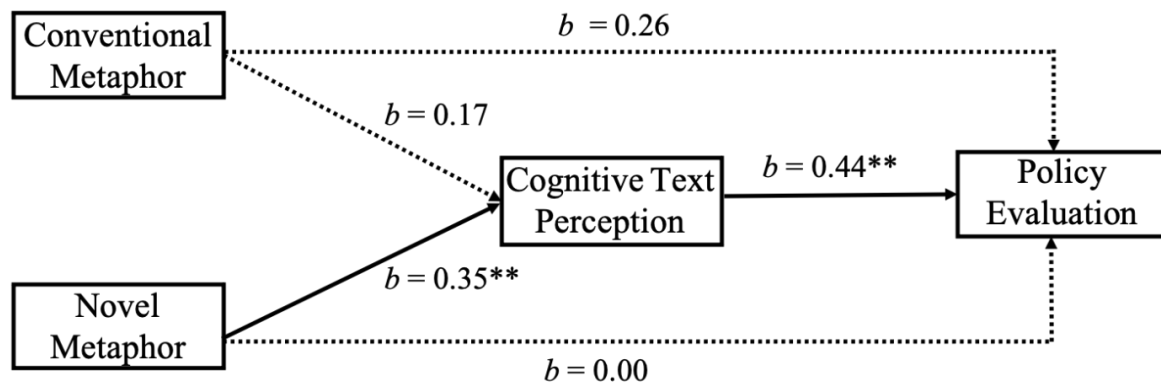 Conventional
Metaphor
b = 0.26
b = 0.17
Cognitive Text
Perception
b = 0.44**
Policy
Evaluation
b = 0.35**
Novel
Metaphor
b = 0.00